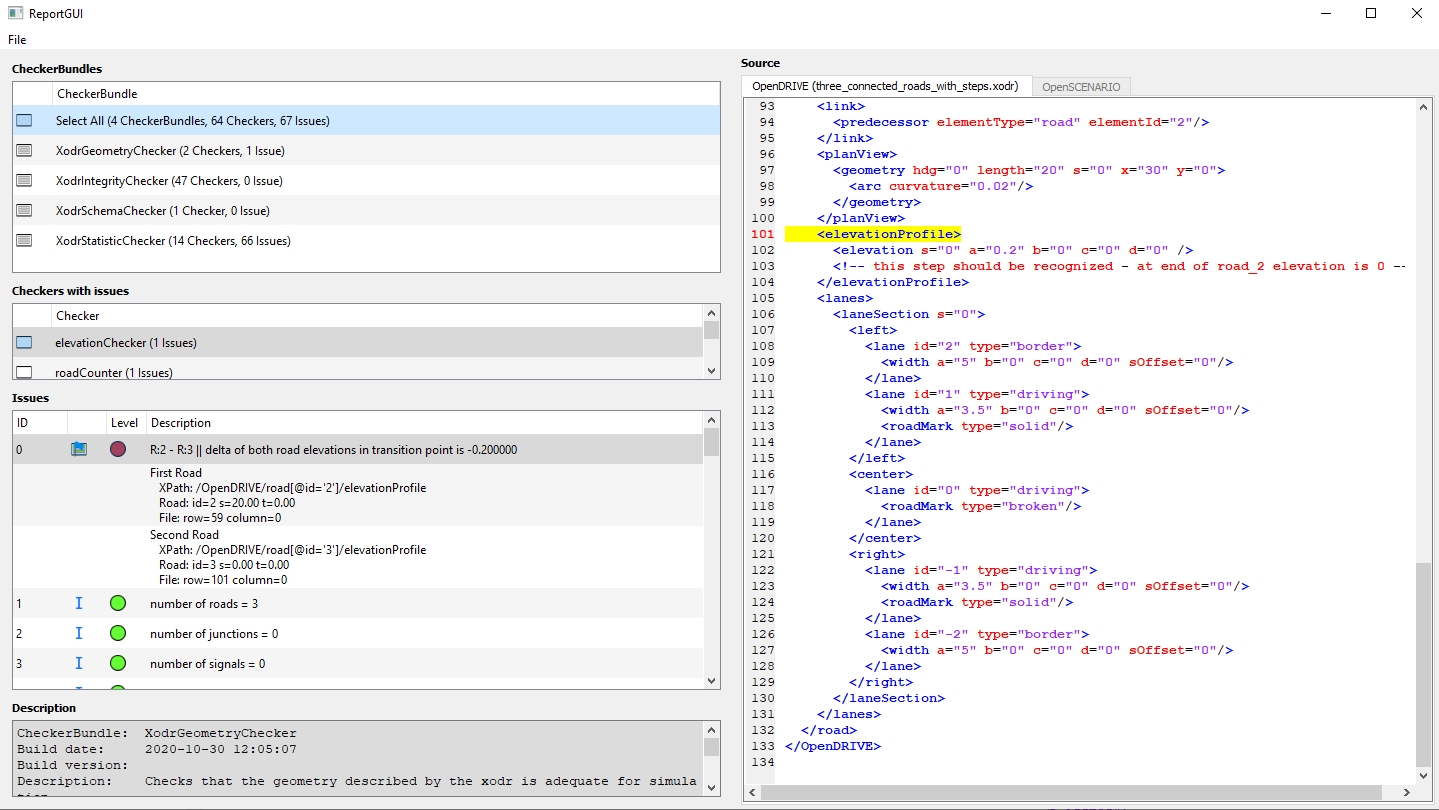 ReportGUI
File
CheckerBundles
CheckerBundle
Select All (4 CheckerBundles, 64 Checkers, 67 Issues)
XodrGeometryChecker (2 Checkers, 1 Issue)
XodrIntegrityChecker (47 Checkers, 0 Issue)
XodrSchemaChecker (1 Checker, 0 Issue)
XodrStatisticChecker (14 Checkers, 66 Issues)
Checkers with issues
Checker
elevationChecker (1 Issues)
roadCounter (1 Issues)
Issues
ID Level Description
0 R:2 - R:3 || delta of both road elevations in transition point is -0.200000
First Road
XPath: /OpenDRIVE/road[@id='2']/elevationProfile
Road: id=2 s=20.00 t=0.00
File: row=59 column=0
Second Road
XPath: /OpenDRIVE/road[@id='3']/elevationProfile
Road: id=3 s=0.00 t=0.00
File: row=101 column=0
1 I number of roads = 3
2 I number of junctions = 0
3 I number of signals = 0
Description
CheckerBundle: XodrGeometryChecker
Build date: 2020-10-30 12:05:07
Build version:
Description: Checks that the geometry described by the xodr is adequate for simula
tion
Source
OpenDRIVE (three_connected_roads_with_steps.xodr) OpenSCENARIO
93 <link>
94 <predecessor elementType="road" elementId="2"/>
95 </link>
96 <planView>
97 <geometry hdg="0" length="20" s="0" x="30" y="0">
98 <arc curvature="0.02"/>
99 </geometry>
100 </planView>
101 <elevationProfile>
102 <elevation s="0" a="0.2" b="0" c="0" d="0" />
103 <!-- this step should be recognized - at end of road_2 elevation is 0 --
104 </elevationProfile>
105 <lanes>
106 <laneSection s="0">
107 <left>
108 <lane id="2" type="border">
109 <width a="5" b="0" c="0" d="0" sOffset="0"/>
110 </lane>
111 <lane id="1" type="driving">
112 <width a="3.5" b="0" c="0" d="0" sOffset="0"/>
113 <roadMark type="solid"/>
114 </lane>
115 </left>
116 <center>
117 <lane id="0" type="driving">
118 <roadMark type="broken"/>
119 </lane>
120 </center>
121 <right>
122 <lane id="-1" type="driving">
123 <width a="3.5" b="0" c="0" d="0" sOffset="0"/>
124 <roadMark type="solid"/>
125 </lane>
126 <lane id="-2" type="border">
127 <width a="5" b="0" c="0" d="0" sOffset="0"/>
128 </lane>
129 </right>
130 </laneSection>
131 </lanes>
132 </road>
133 </OpenDRIVE>
134